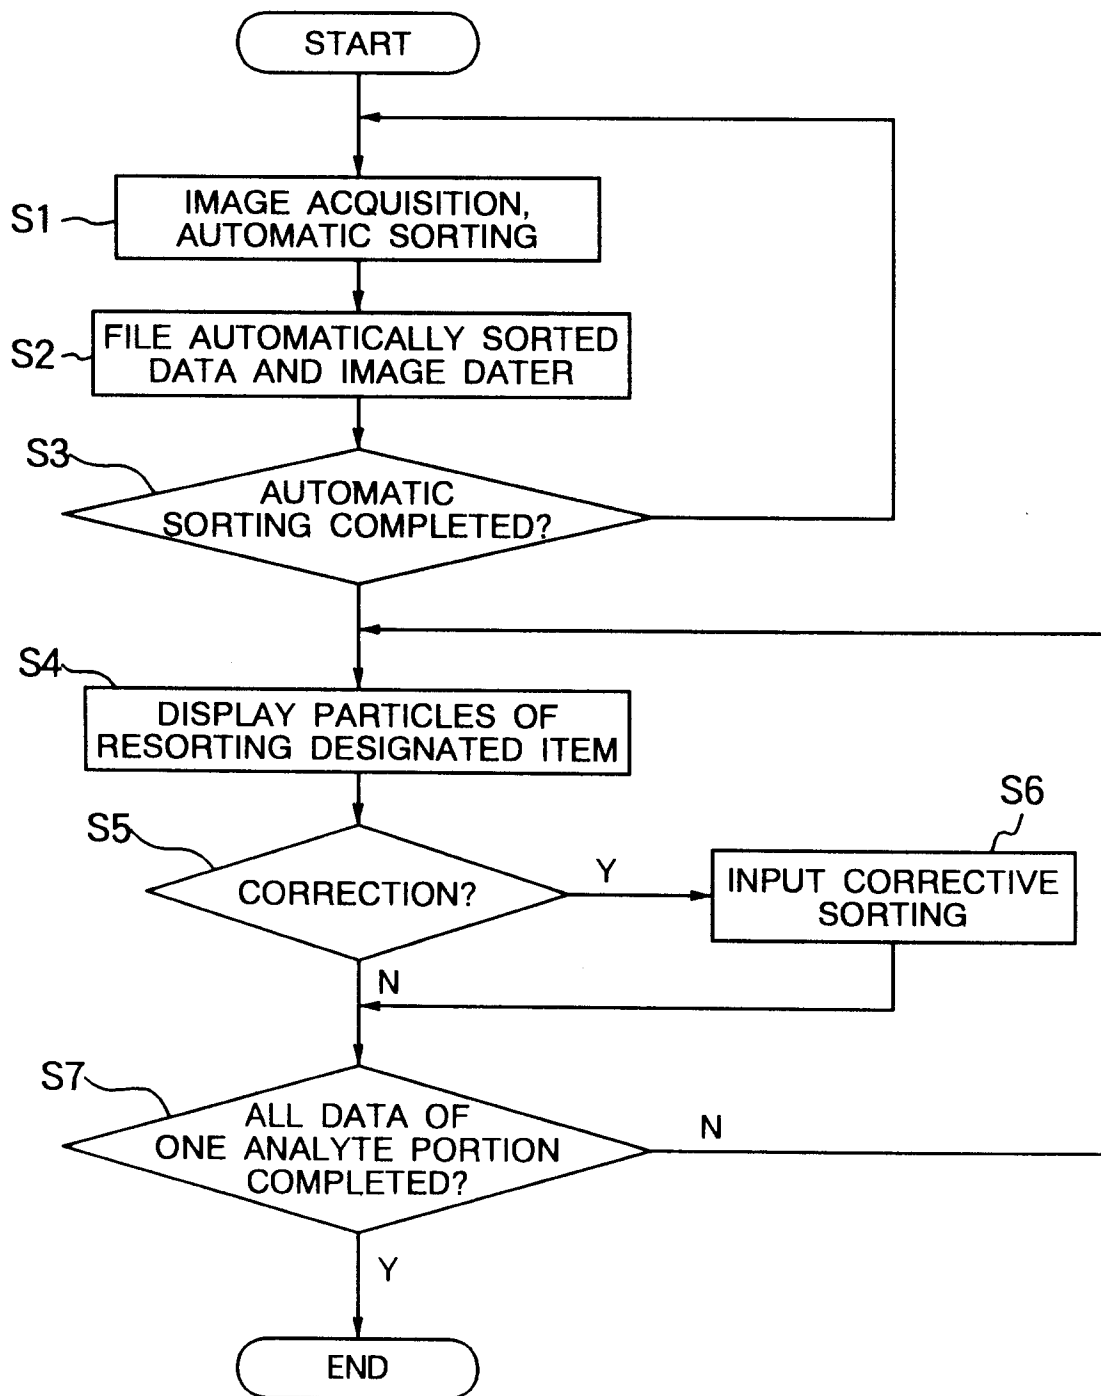 START
S1
IMAGE ACQUISITION,
AUTOMATIC SORTING
S2
FILE AUTOMATICALLY SORTED
DATA AND IMAGE DATER
S3
AUTOMATIC
SORTING COMPLETED?
S4
DISPLAY PARTICLES OF
RESORTING DESIGNATED ITEM
S5
CORRECTION?
Y
S6
INPUT CORRECTIVE
SORTING
N
S7
ALL DATA OF
ONE ANALYTE PORTION
COMPLETED?
N
Y
END